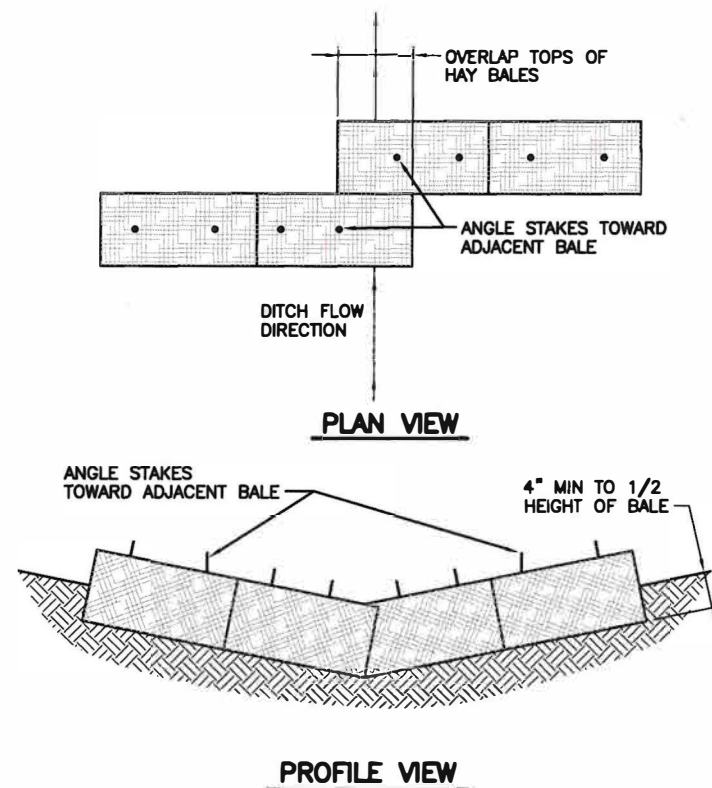 OVERLAP TOPS OF
HAY BALES
ANGLE STAKES TOWARD
ADJACENT BALE
DITCH FLOW
DIRECTION
PLAN VIEW
ANGLE STAKES
TOWARD ADJACENT BALE
4" MIN TO 1/2
HEIGHT OF BALE
PROFILE VIEW